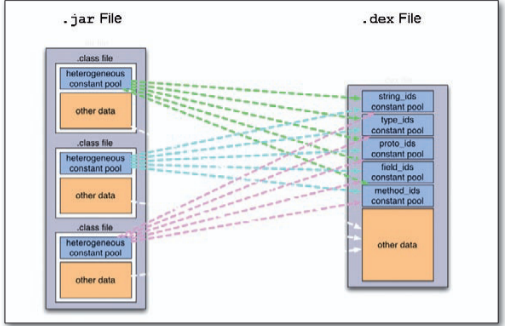 .jar File
.class file
heterogeneous
constant pool
other data
.class file
heterogeneous
constant pool
other data
.class file
heterogeneous
constant pool
other data
.dex File
string_ids
constant pool
type_ids
constant pool
proto_ids
constant pool
field_ids
constant pool
method_ids
constant pool
other data